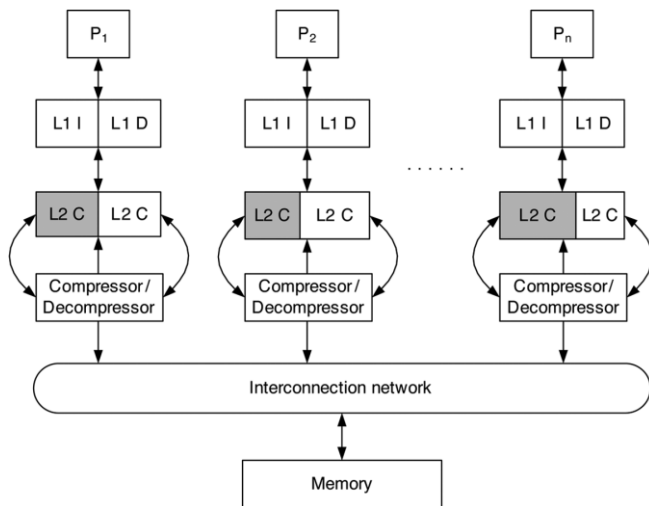 P₁ P₂ Pₙ
L1 I L1 D L1 I L1 D L1 I L1 D
. . . . . .
L2 C L2 C L2 C L2 C L2 C L2 C
Compressor/ Compressor/ Compressor/
Decompressor Decompressor Decompressor
Interconnection network
Memory